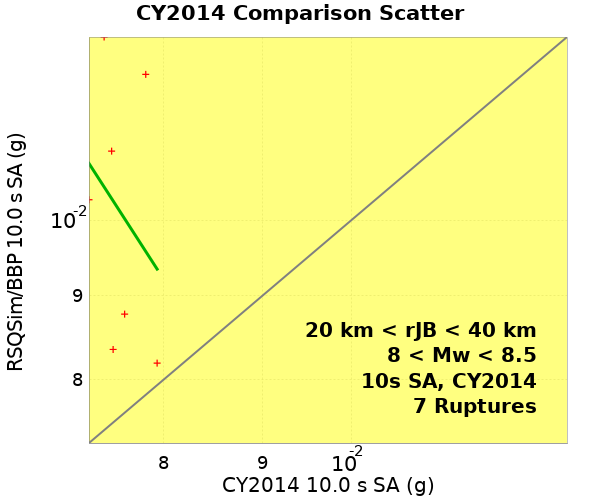 CY2014 Comparison Scatter
RSQSim/BBP 10.0 s SA (g)
10-2
9
8
20 km < rJB < 40 km
8 < Mw < 8.5
10s SA, CY2014
7 Ruptures
8 9 10-2
CY2014 10.0 s SA (g)